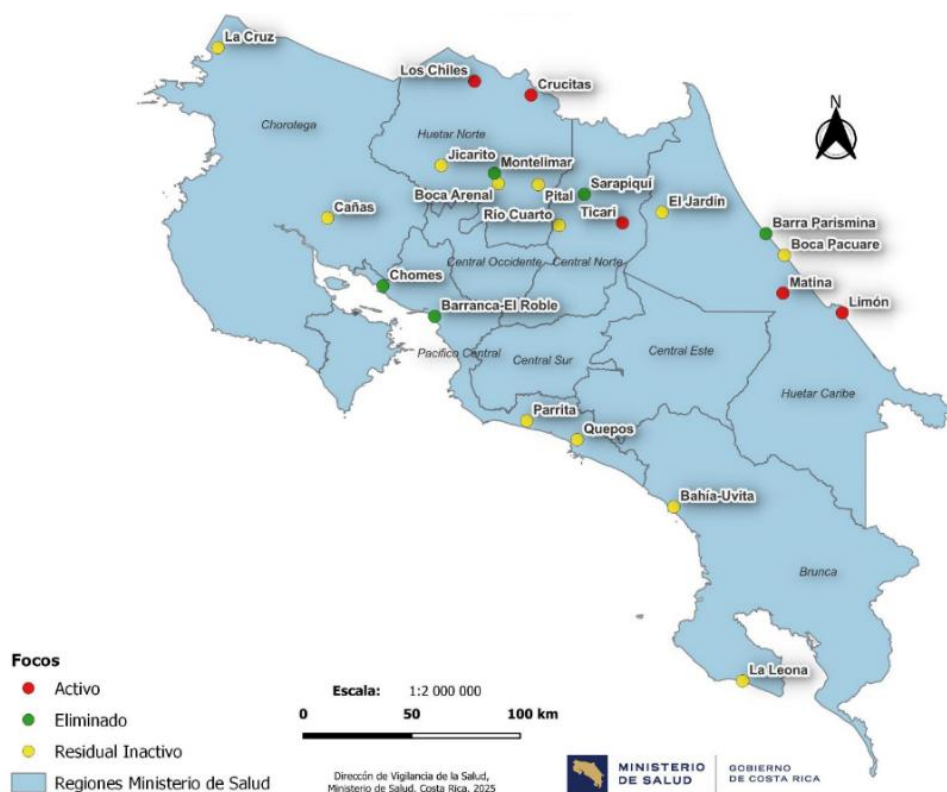 La Cruz
Los Chiles
Crucitas
N
Chorotega
Huetar Norte
Jicarito
Montelimar
Boca Arenal
Pital
Sarapiquí
Cañas
Río Cuarto
Ticari
El Jardín
Barra Parismina
Boca Pacuare
Central Occidente
Central Norte
Chomes
Matina
Limón
Barranca-El Roble
Pacífico Central
Central Sur
Central Este
Huetar Caribe
Parrita
Quepos
Bahía-Uvita
Brunca
La Leona
Focos
Activo
Eliminado
Residual Inactivo
Regiones Ministerio de Salud
Escala: 1:2 000 000
0 50 100 km
Direccón de Vigilancia de la Salud,
Ministerio de Salud, Costa Rica, 2025
MINISTERIO
DE SALUD
GOBIERNO
DE COSTA RICA